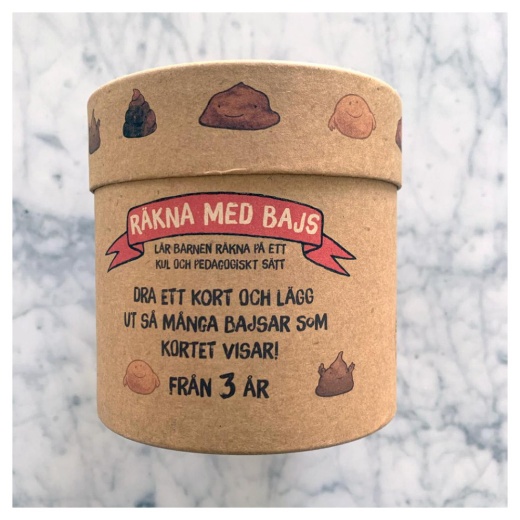 RÄKNA MED BAJS
LÄR BARNEN RÄKNA PÅ ETT
KUL OCH PEDAGOGISKT SÄTT
DRA ETT KORT OCH LÄGG
UT SÅ MÅNGA BAJSAR SOM
KORTET VISAR!
FRÅN 3 ÅR